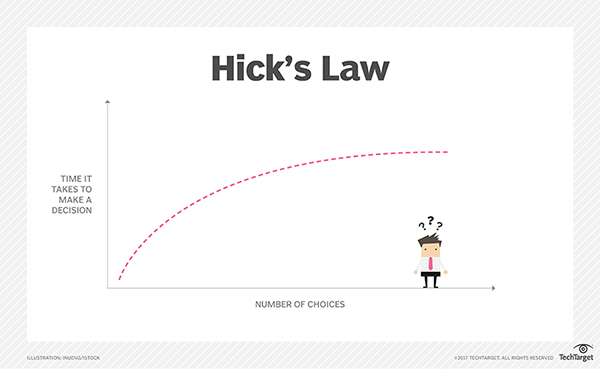 Hick's Law
TIME IT
TAKES TO
MAKE A
DECISION
? ? ?
NUMBER OF CHOICES
ILLUSTRATION: INUENG/ISTOCK
©2017 TECHTARGET. ALL RIGHTS RESERVED
TechTarget